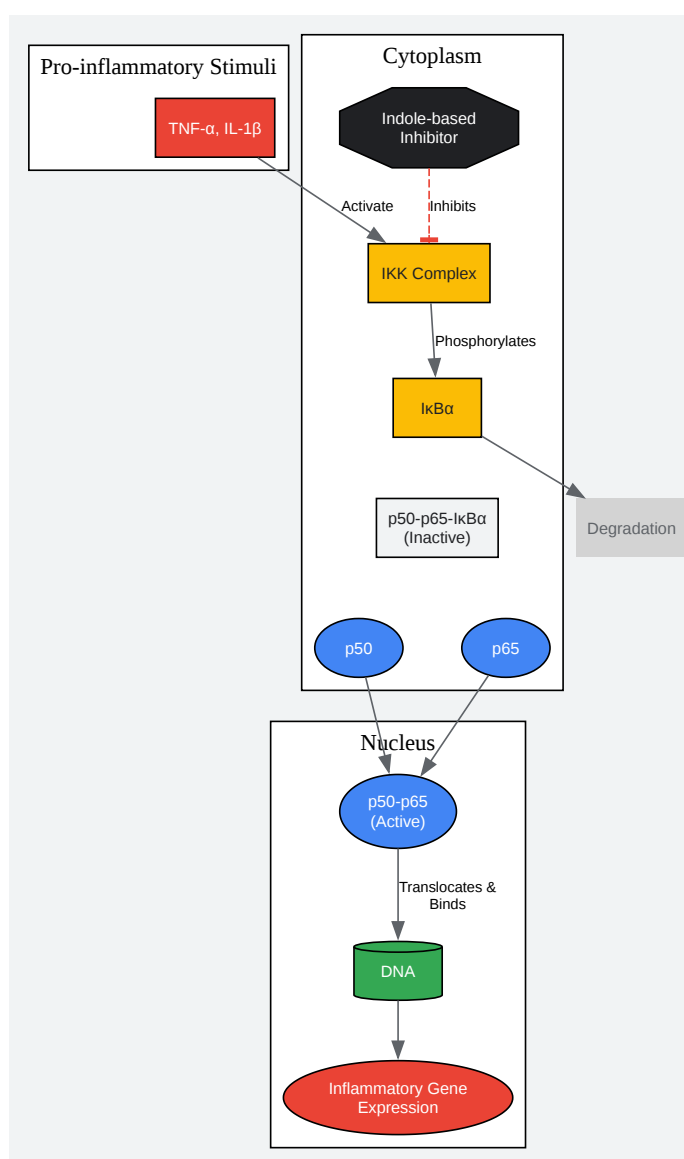 Pro-inflammatory Stimuli
TNF-α, IL-1β
Cytoplasm
Indole-based
Inhibitor
Activate
Inhibits
IKK Complex
Phosphorylates
IκBα
p50-p65-IκBα
(Inactive)
Degradation
p50
p65
Nucleus
p50-p65
(Active)
Translocates &
Binds
DNA
Inflammatory Gene
Expression